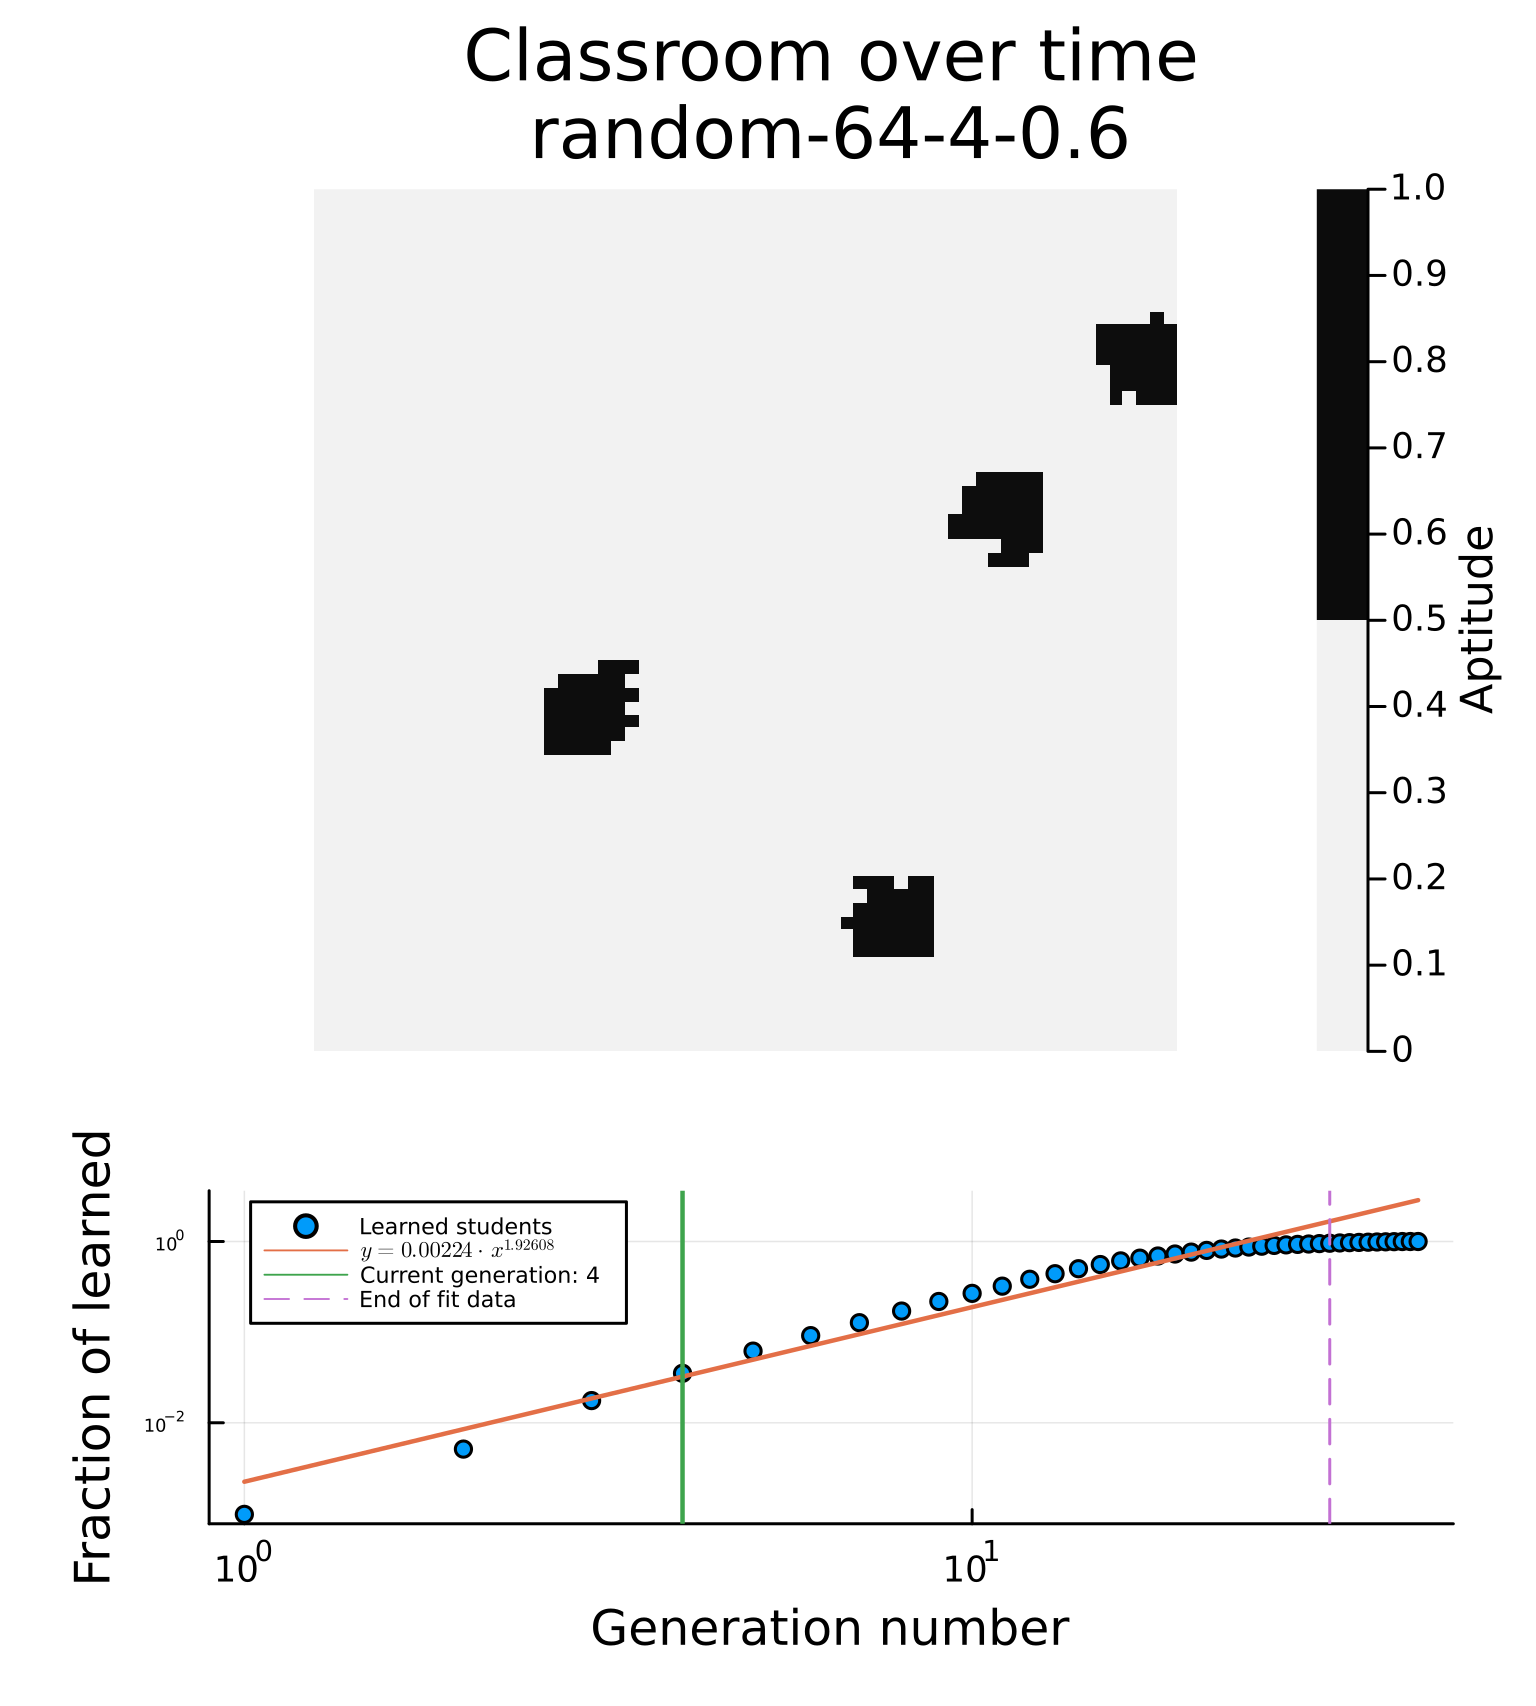 Classroom over time
random-64-4-0.6
1.0
0.9
0.8
0.7
0.6
0.5
0.4
0.3
0.2
0.1
0
Aptitude
Fraction of learned
10⁰
10⁻²
Learned students
y = 0.00224 · x^1.92608
Current generation: 4
End of fit data
10⁰
10¹
Generation number